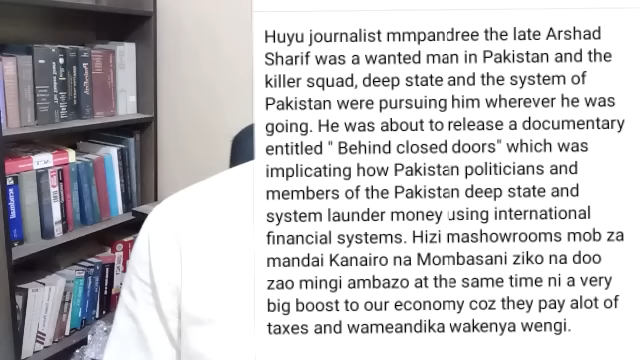 Huyu journalist mmpandree the late Arshad
Sharif was a wanted man in Pakistan and the
killer squad, deep state and the system of
Pakistan were pursuing him wherever he was
going. He was about to release a documentary
entitled " Behind closed doors" which was
implicating how Pakistan politicians and
members of the Pakistan deep state and
system launder money using international
financial systems. Hizi mashowrooms mob za
mandai Kanairo na Mombasani ziko na doo
zao mingi ambazo at the same time ni a very
big boost to our economy coz they pay alot of
taxes and wameandika wakenya wengi.